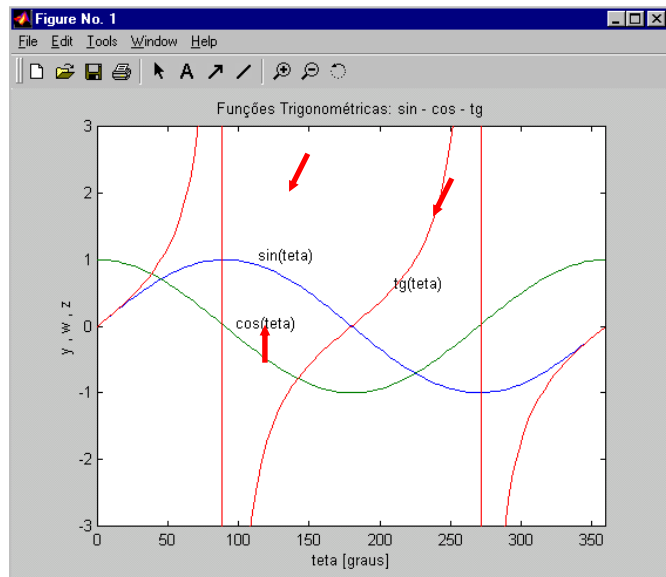 Figure No. 1
File Edit Tools Window Help
A
Funções Trigonométricas: sin - cos - tg
3
2
1
0
-1
-2
-3
y , w , z
sin(teta)
tg(teta)
cos(teta)
0 50 100 150 200 250 300 350
teta [graus]